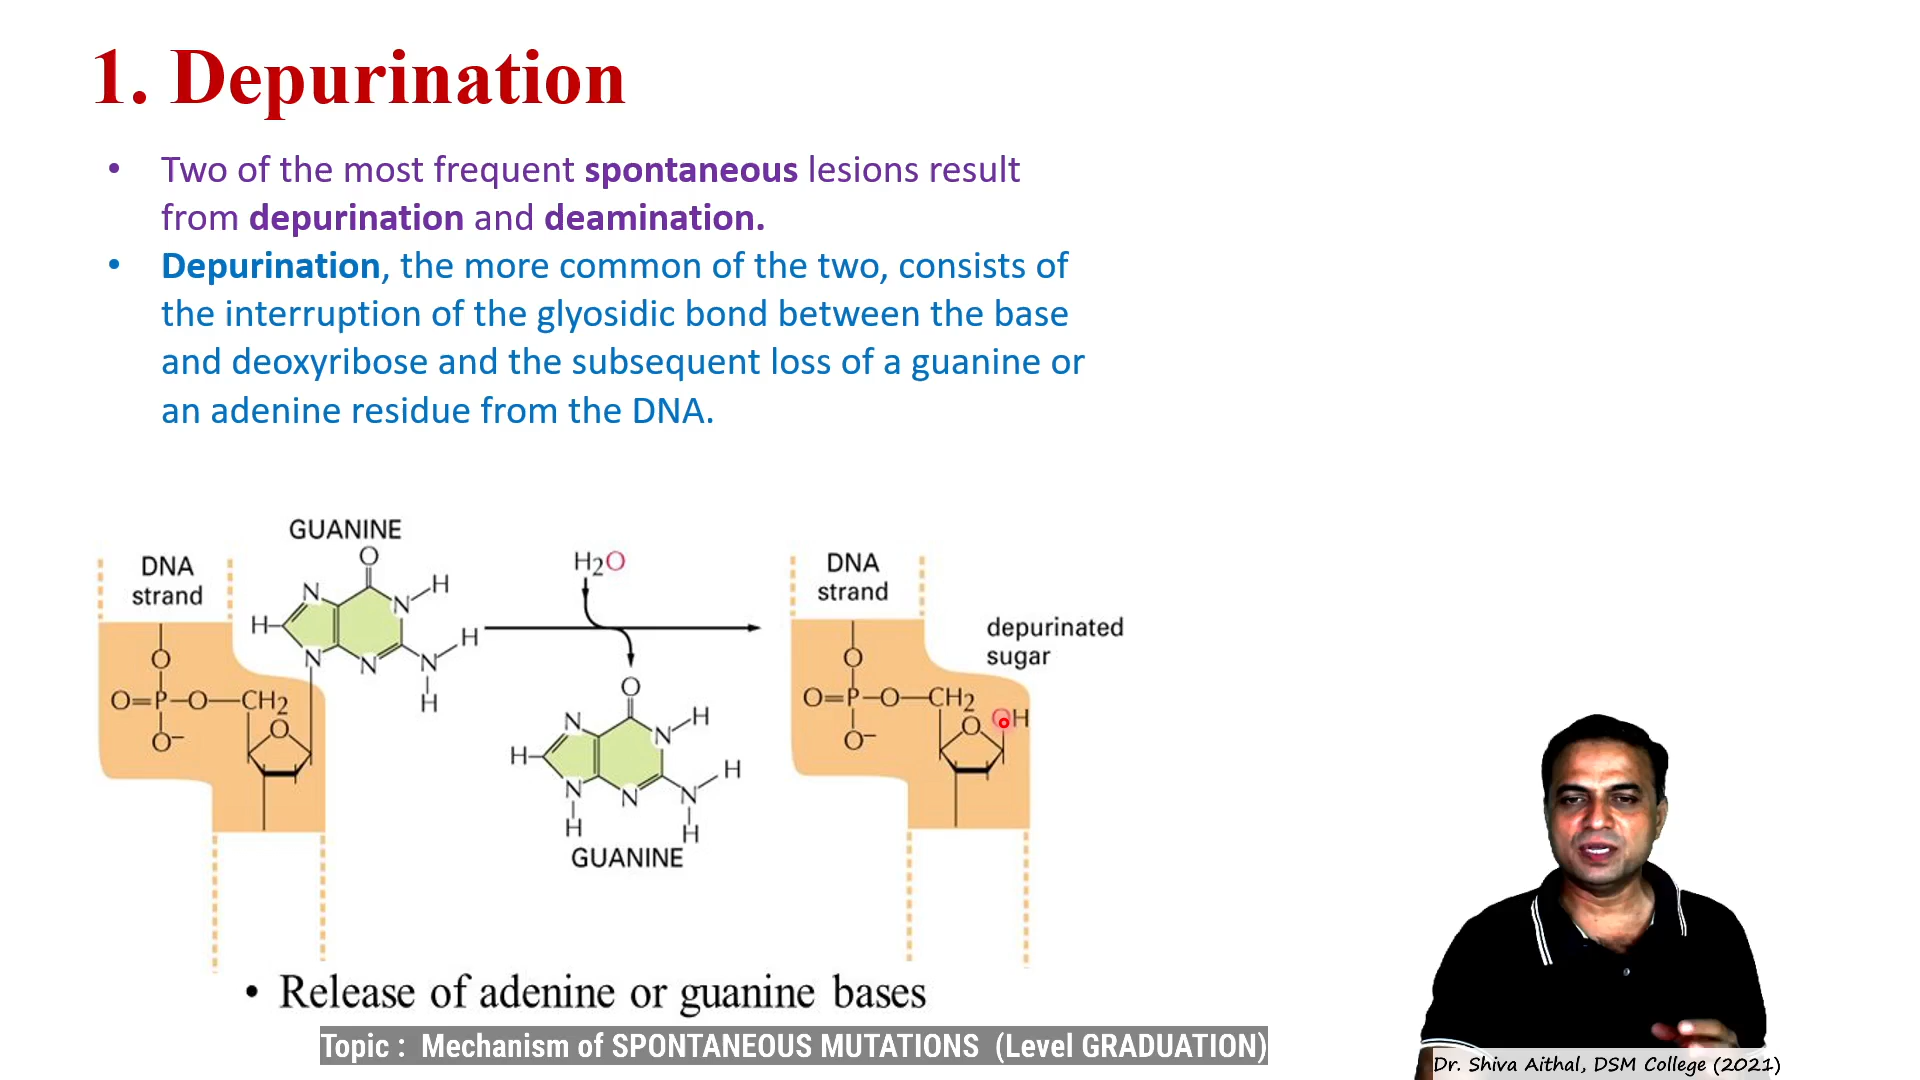 1. Depurination
• Two of the most frequent spontaneous lesions result
from depurination and deamination.
• Depurination, the more common of the two, consists of
the interruption of the glyosidic bond between the base
and deoxyribose and the subsequent loss of a guanine or
an adenine residue from the DNA.
GUANINE
DNA
strand
O
N
N
H
H
N
N
N
H
H
O
O=P–O–CH2
O
O–
H2O
O
N
N
H
H
N
N
N
H
H
H
GUANINE
DNA
strand
depurinated
sugar
O
O=P–O–CH2
O
OH
O–
• Release of adenine or guanine bases
Topic : Mechanism of SPONTANEOUS MUTATIONS (Level GRADUATION)
Dr. Shiva Aithal, DSM College (2021)